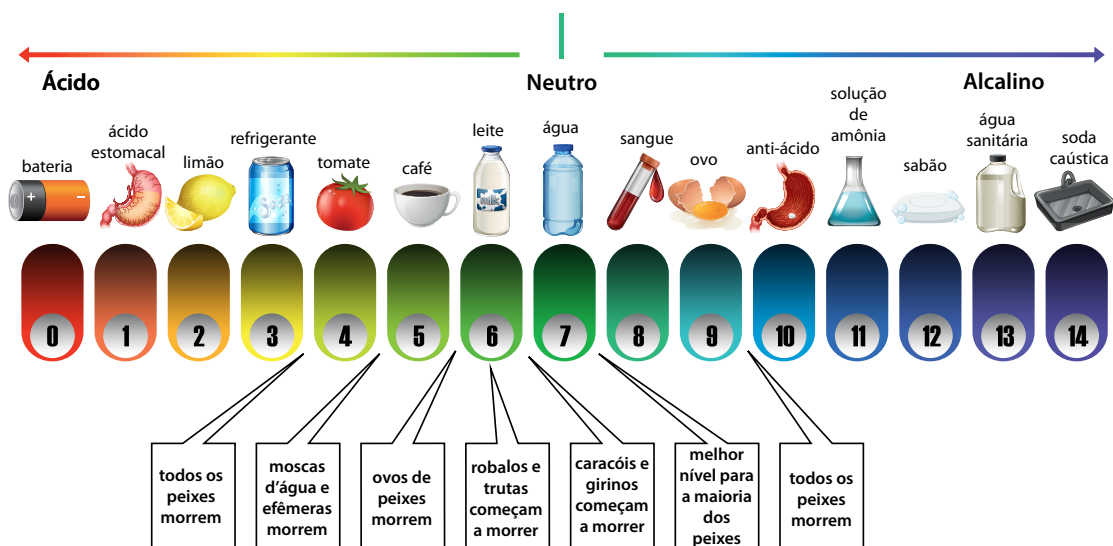 Ácido
Neutro
Alcalino
bateria
ácido
estomacal
limão
refrigerante
tomate
café
leite
água
sangue
ovo
anti-ácido
solução
de
amônia
sabão
água
sanitária
soda
caústica
0
1
2
3
4
5
6
7
8
9
10
11
12
13
14
todos os
peixes
morrem
moscas
d'água e
efêmeras
morrem
ovos de
peixes
morrem
robalos e
trutas
começam
a morrer
caracóis e
girinos
começam
a morrer
melhor
nível para
a maioria
dos
peixes
todos os
peixes
morrem